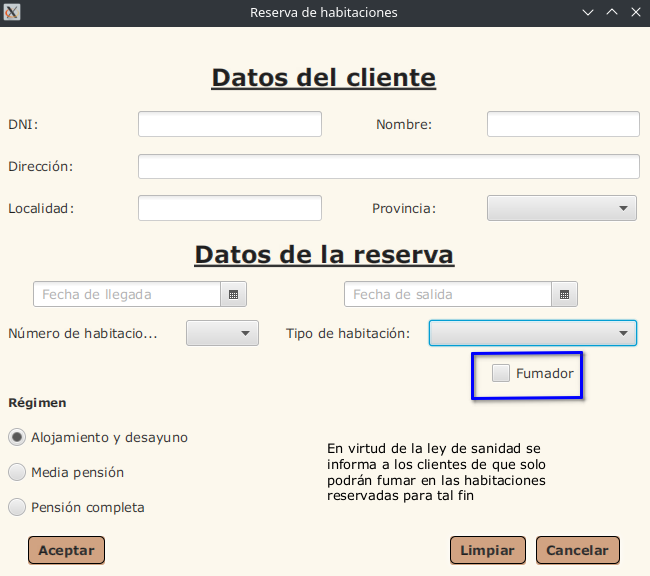 Reserva de habitaciones
Datos del cliente
DNI:
Nombre:
Dirección:
Localidad:
Provincia:
Datos de la reserva
Fecha de llegada
Fecha de salida
Número de habitacio...
Tipo de habitación:
Fumador
Régimen
Alojamiento y desayuno
Media pensión
Pensión completa
En virtud de la ley de sanidad se
informa a los clientes de que solo
podrán fumar en las habitaciones
reservadas para tal fin
Aceptar
Limpiar
Cancelar